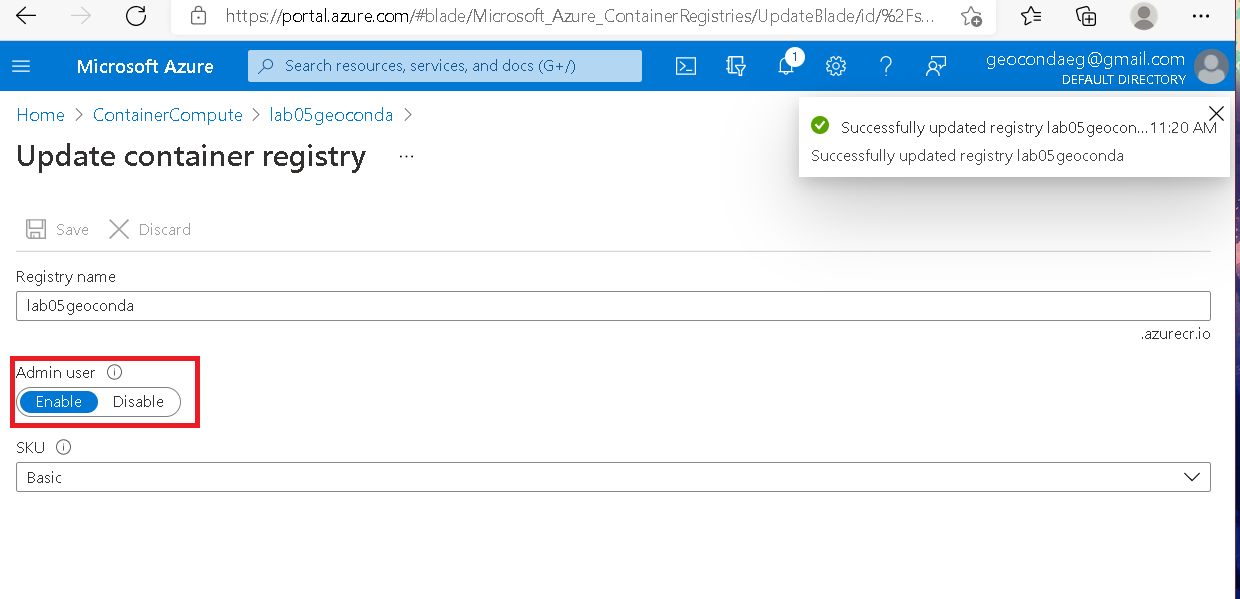 https://portal.azure.com/#blade/Microsoft_Azure_ContainerRegistries/UpdateBlade/id/%2Fs...
Microsoft Azure
Search resources, services, and docs (G+/)
1
geocondaeg@gmail.com
DEFAULT DIRECTORY
Home > ContainerCompute > lab05geoconda >
Successfully updated registry lab05geocon... 11:20 AM
Successfully updated registry lab05geoconda
Update container registry ...
Save Discard
Registry name
lab05geoconda
.azurecr.io
Admin user
Enable Disable
SKU
Basic